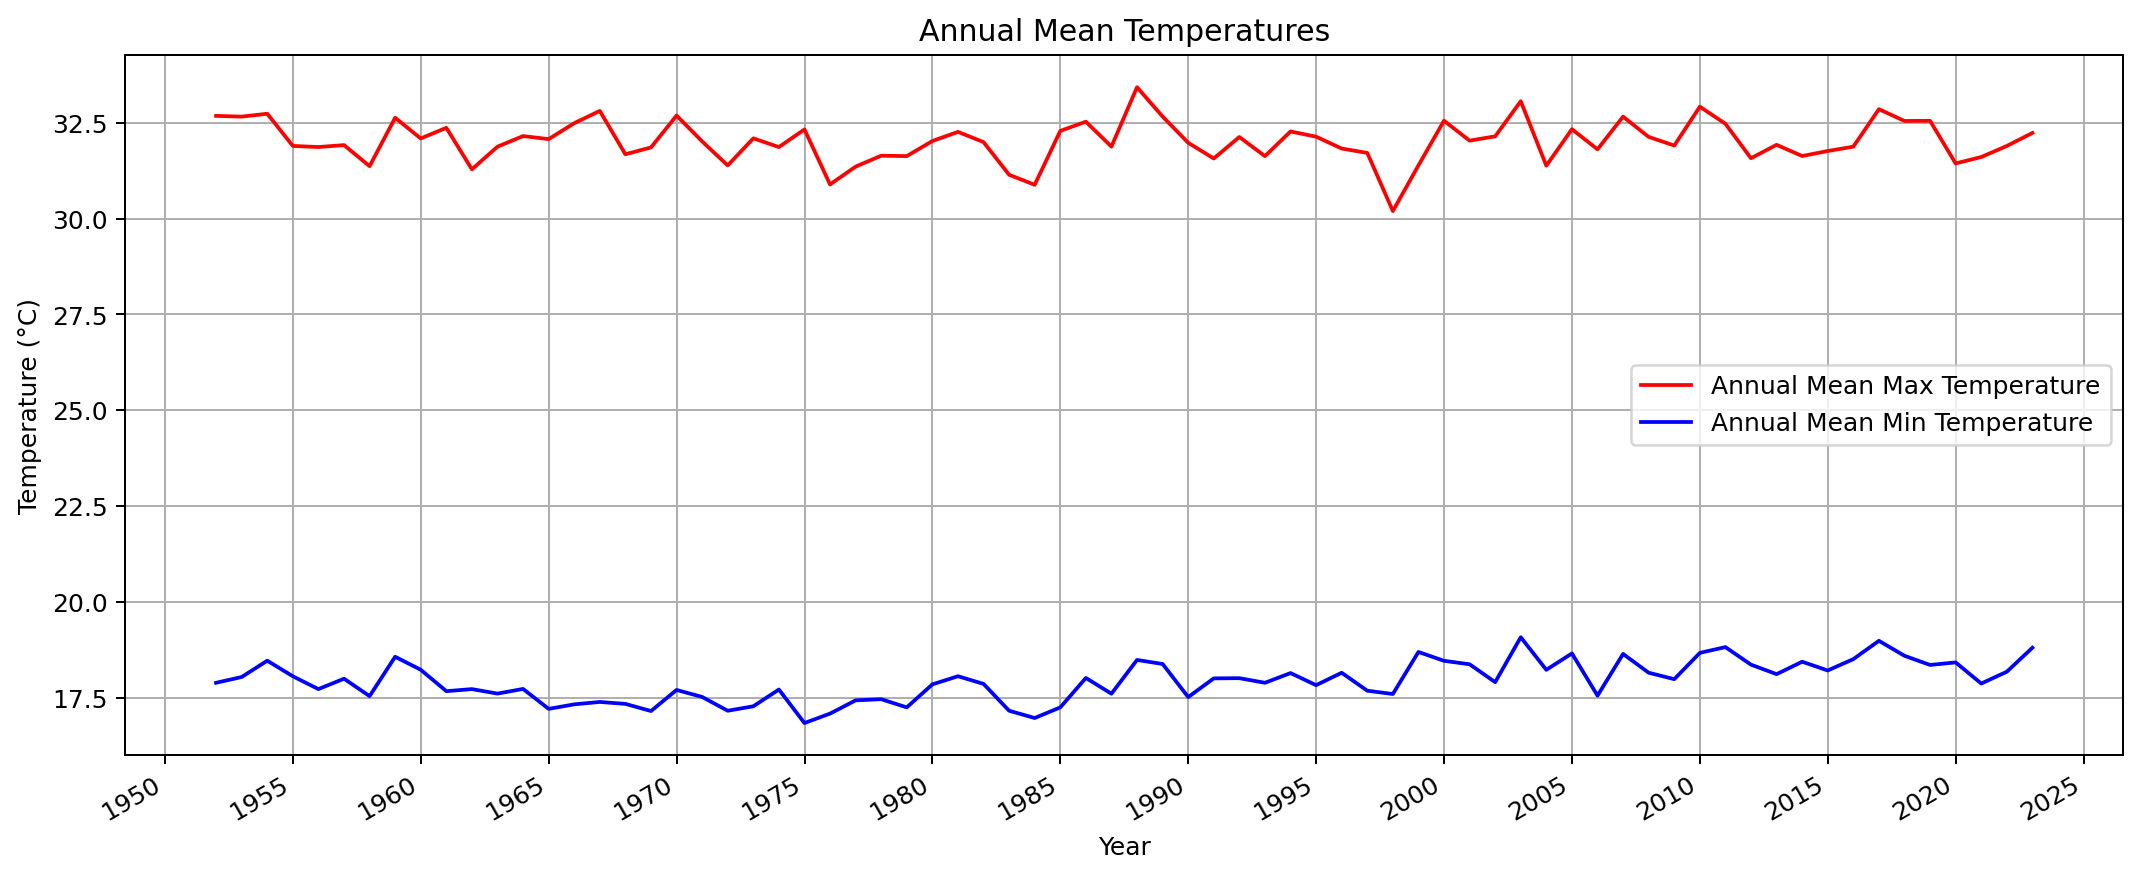 Annual Mean Temperatures
Temperature (°C)
32.5
30.0
27.5
25.0
22.5
20.0
17.5
Annual Mean Max Temperature
Annual Mean Min Temperature
1950 1955 1960 1965 1970 1975 1980 1985 1990 1995 2000 2005 2010 2015 2020 2025
Year